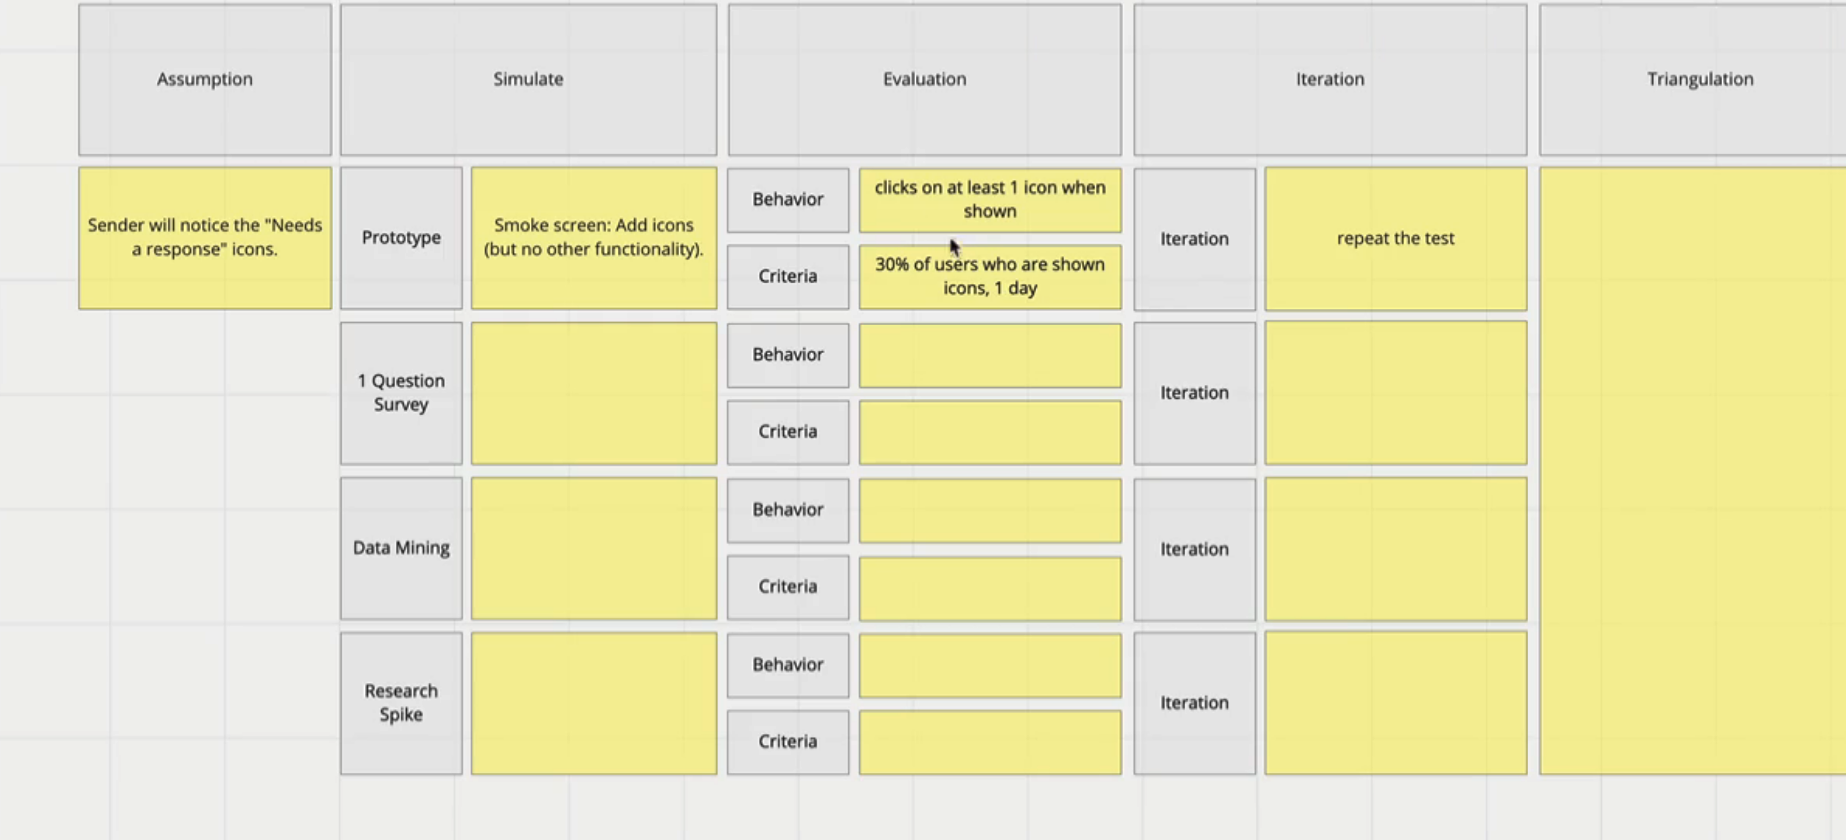 Assumption
Simulate
Evaluation
Iteration
Triangulation
Sender will notice the "Needs
a response" icons.
Prototype
Smoke screen: Add icons
(but no other functionality).
Behavior
clicks on at least 1 icon when
shown
Criteria
30% of users who are shown
icons, 1 day
Iteration
repeat the test
1 Question
Survey
Behavior
Criteria
Iteration
Data Mining
Behavior
Criteria
Iteration
Research
Spike
Behavior
Criteria
Iteration